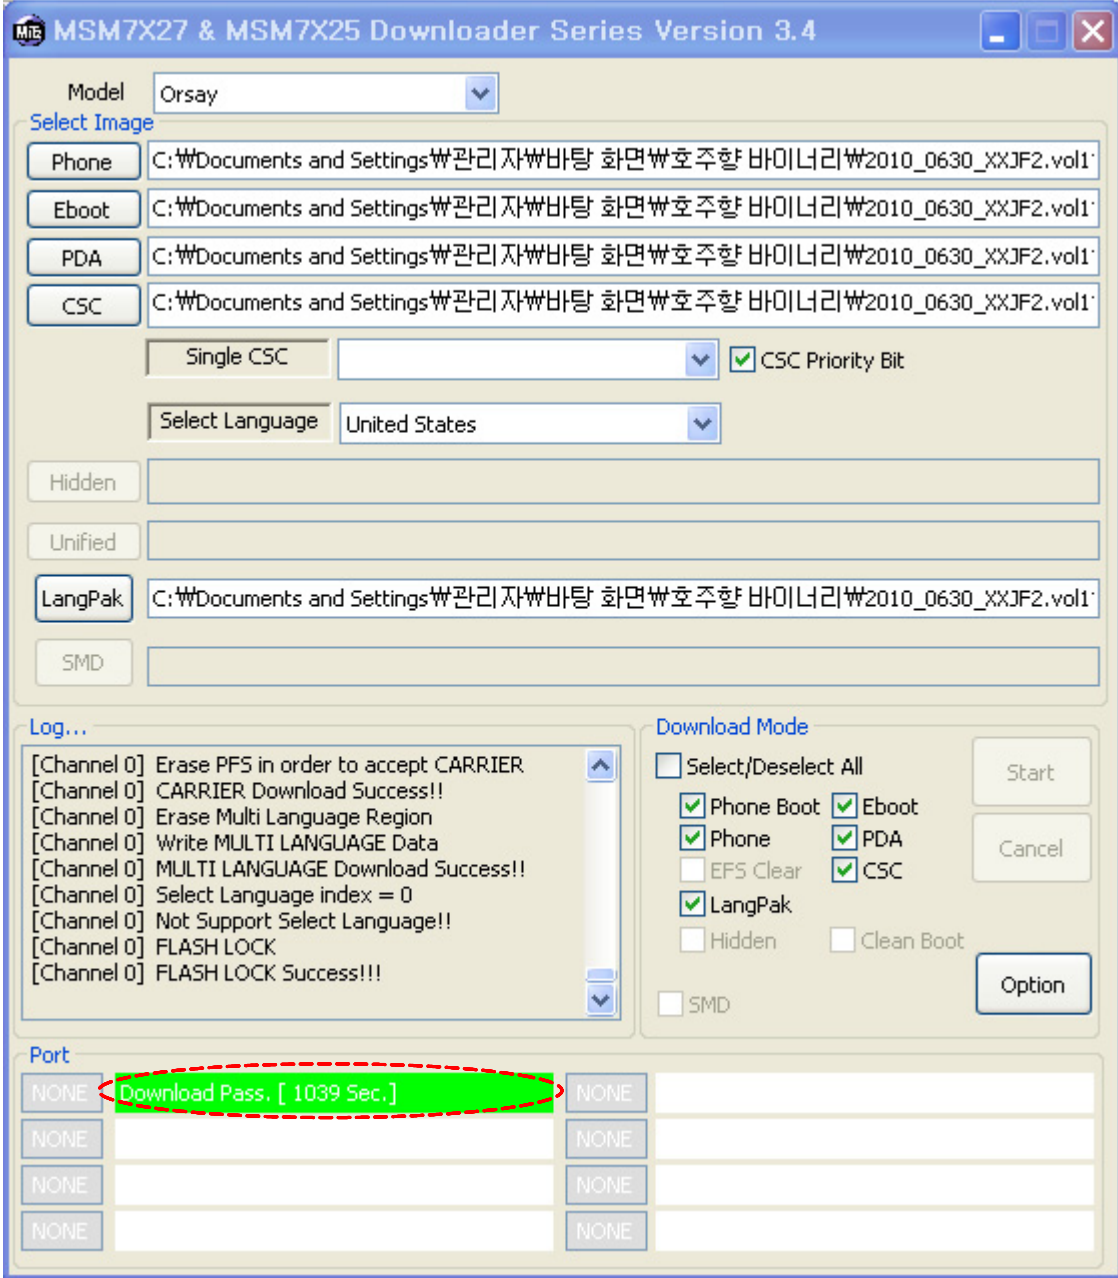 MSM7X27 & MSM7X25 Downloader Series Version 3.4
Model Orsay
Select Image
Phone C:₩Documents and Settings₩관리자₩바탕 화면₩호주향 바이너리₩2010_0630_XXJF2.vol1
Eboot C:₩Documents and Settings₩관리자₩바탕 화면₩호주향 바이너리₩2010_0630_XXJF2.vol1
PDA C:₩Documents and Settings₩관리자₩바탕 화면₩호주향 바이너리₩2010_0630_XXJF2.vol1
CSC C:₩Documents and Settings₩관리자₩바탕 화면₩호주향 바이너리₩2010_0630_XXJF2.vol1
Single CSC CSC Priority Bit
Select Language United States
Hidden
Unified
LangPak C:₩Documents and Settings₩관리자₩바탕 화면₩호주향 바이너리₩2010_0630_XXJF2.vol1
SMD
Log...
[Channel 0] Erase PFS in order to accept CARRIER
[Channel 0] CARRIER Download Success!!
[Channel 0] Erase Multi Language Region
[Channel 0] Write MULTI LANGUAGE Data
[Channel 0] MULTI LANGUAGE Download Success!!
[Channel 0] Select Language index = 0
[Channel 0] Not Support Select Language!!
[Channel 0] FLASH LOCK
[Channel 0] FLASH LOCK Success!!!
Download Mode
Select/Deselect All
Phone Boot Eboot
Phone PDA
EFS Clear CSC
LangPak
Hidden Clean Boot
SMD
Start
Cancel
Option
Port
NONE Download Pass. [ 1039 Sec.] NONE
NONE NONE
NONE NONE
NONE NONE